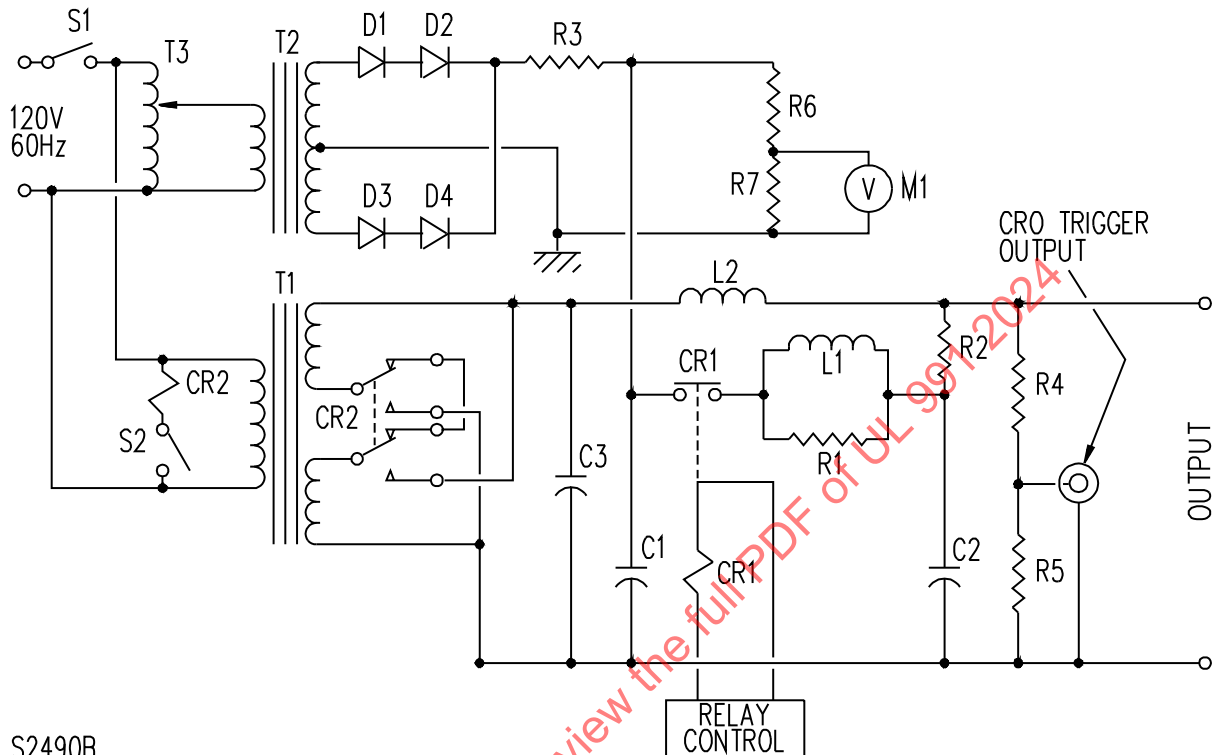 S1
T3
T2
D1
D2
R3
120V
60Hz
R6
R7
V
M1
D3
D4
CRO TRIGGER
OUTPUT
T1
L2
CR2
S2
CR2
CR1
L1
R1
R2
R4
C3
C1
CR1
C2
R5
OUTPUT
RELAY
CONTROL
view the full PDF of UL 991 2024
S2490B